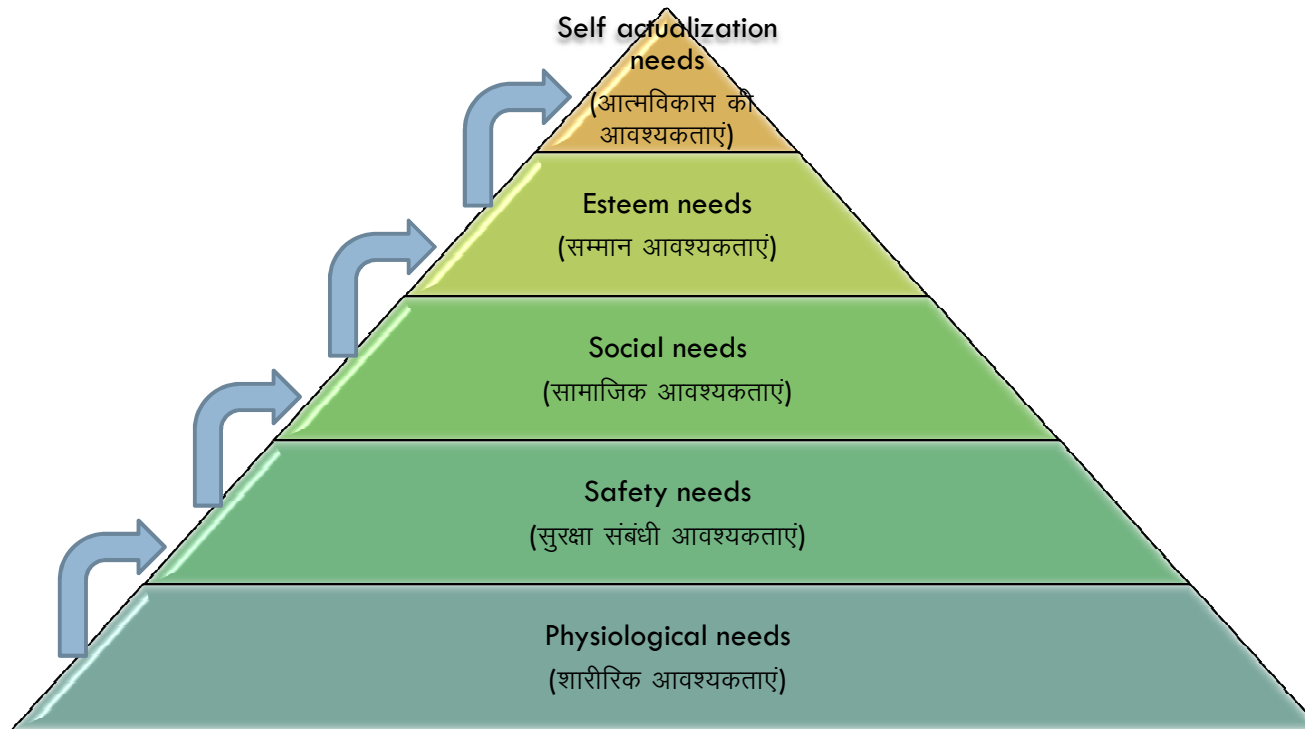 Self actualization
needs
(आत्मविकास की
आवश्यकताएं)
Esteem needs
(सम्मान आवश्यकताएं)
Social needs
(सामाजिक आवश्यकताएं)
Safety needs
(सुरक्षा संबंधी आवश्यकताएं)
Physiological needs
(शारीरिक आवश्यकताएं)